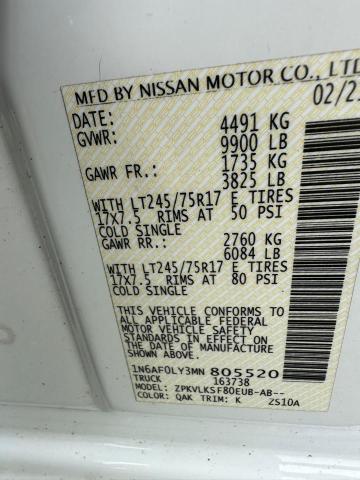 MFD BY NISSAN MOTOR CO., LTD
DATE: 02/2
GVWR: 4491 KG
9900 LB
GAWR FR.: 1735 KG
3825 LB
WITH LT245/75R17 E TIRES
17X7.5 RIMS AT 50 PSI
COLD SINGLE
GAWR RR.: 2760 KG
6084 LB
WITH LT245/75R17 E TIRES
17X7.5 RIMS AT 80 PSI
COLD SINGLE
THIS VEHICLE CONFORMS TO
ALL APPLICABLE FEDERAL
MOTOR VEHICLE SAFETY
STANDARDS IN EFFECT ON
THE DATE OF MANUFACTURE
SHOWN ABOVE.
1N6AF0LY3MN 805520
TRUCK 163738
MODEL: ZPKVLKSF80EUB-AB--
COLOR: QAK TRIM: K ZS10A